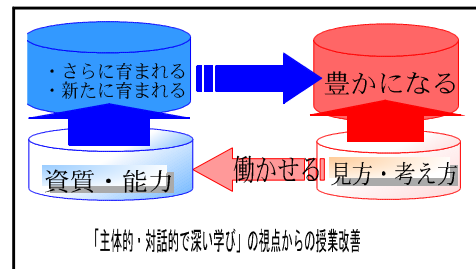 ・さらに育まれる
・新たに育まれる
豊かになる
資質・能力
働かせる
見方・考え方
「主体的・対話的で深い学び」の視点からの授業改善